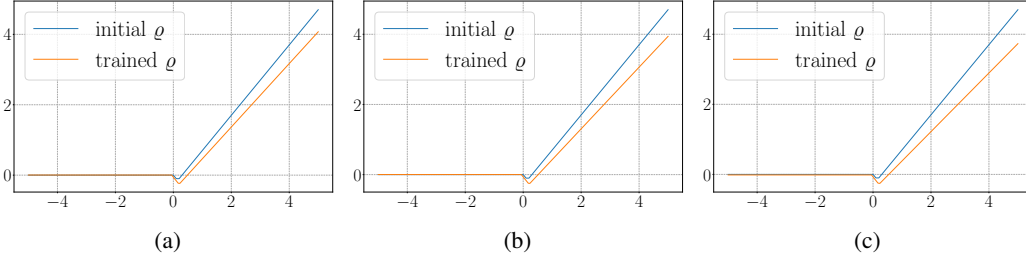 initial ϱ
trained ϱ
4
2
0
−4 −2 0 2 4
(a)
initial ϱ
trained ϱ
4
2
0
−4 −2 0 2 4
(b)
initial ϱ
trained ϱ
4
2
0
−4 −2 0 2 4
(c)